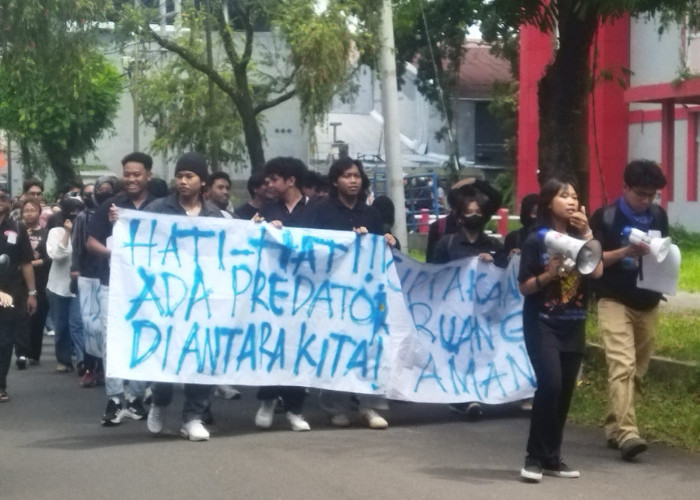 HATI-HATI!!
ADA PREDATOR
DI ANTARA KITA!
RUANG
AMAN